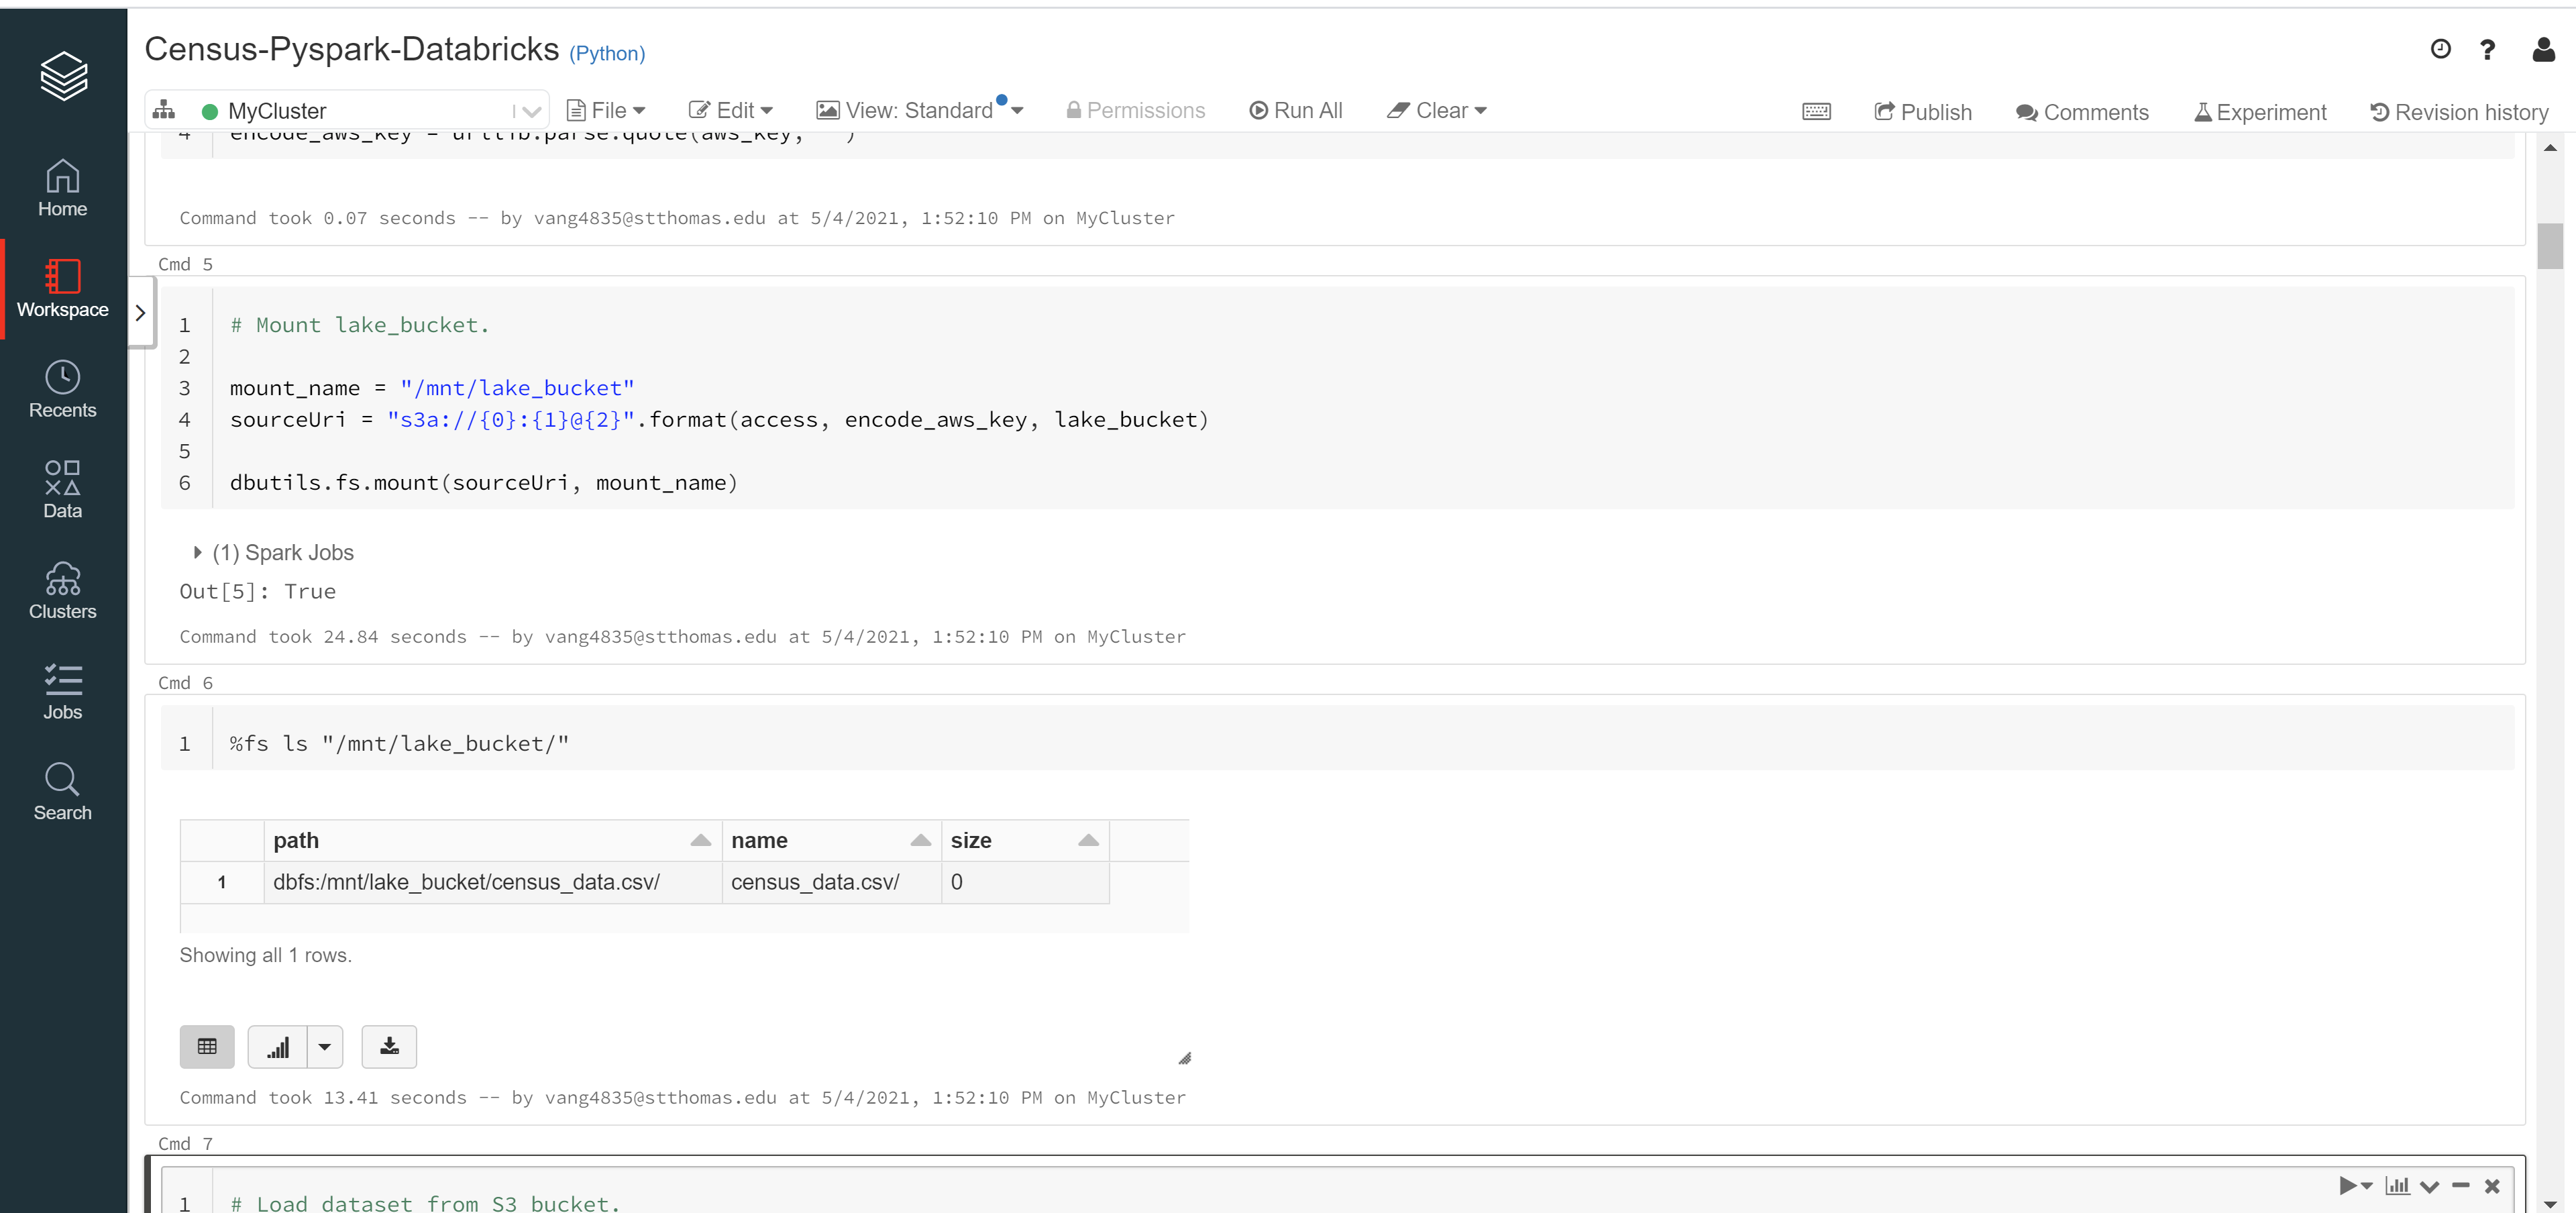 Census-Pyspark-Databricks (Python)
MyCluster File Edit View: Standard Permissions Run All Clear Publish Comments Experiment Revision history
4 encode_aws_key = urllib.parse.quote(aws_key, )
Command took 0.07 seconds -- by vang4835@stthomas.edu at 5/4/2021, 1:52:10 PM on MyCluster
Home
Workspace
Recents
Data
Clusters
Jobs
Search
Cmd 5
1 # Mount lake_bucket.
2
3 mount_name = "/mnt/lake_bucket"
4 sourceUri = "s3a://{0}:{1}@{2}".format(access, encode_aws_key, lake_bucket)
5
6 dbutils.fs.mount(sourceUri, mount_name)
(1) Spark Jobs
Out[5]: True
Command took 24.84 seconds -- by vang4835@stthomas.edu at 5/4/2021, 1:52:10 PM on MyCluster
Cmd 6
1 %fs ls "/mnt/lake_bucket/"
path name size
1 dbfs:/mnt/lake_bucket/census_data.csv/ census_data.csv/ 0
Showing all 1 rows.
Command took 13.41 seconds -- by vang4835@stthomas.edu at 5/4/2021, 1:52:10 PM on MyCluster
Cmd 7
1 # Load dataset from S3 bucket.